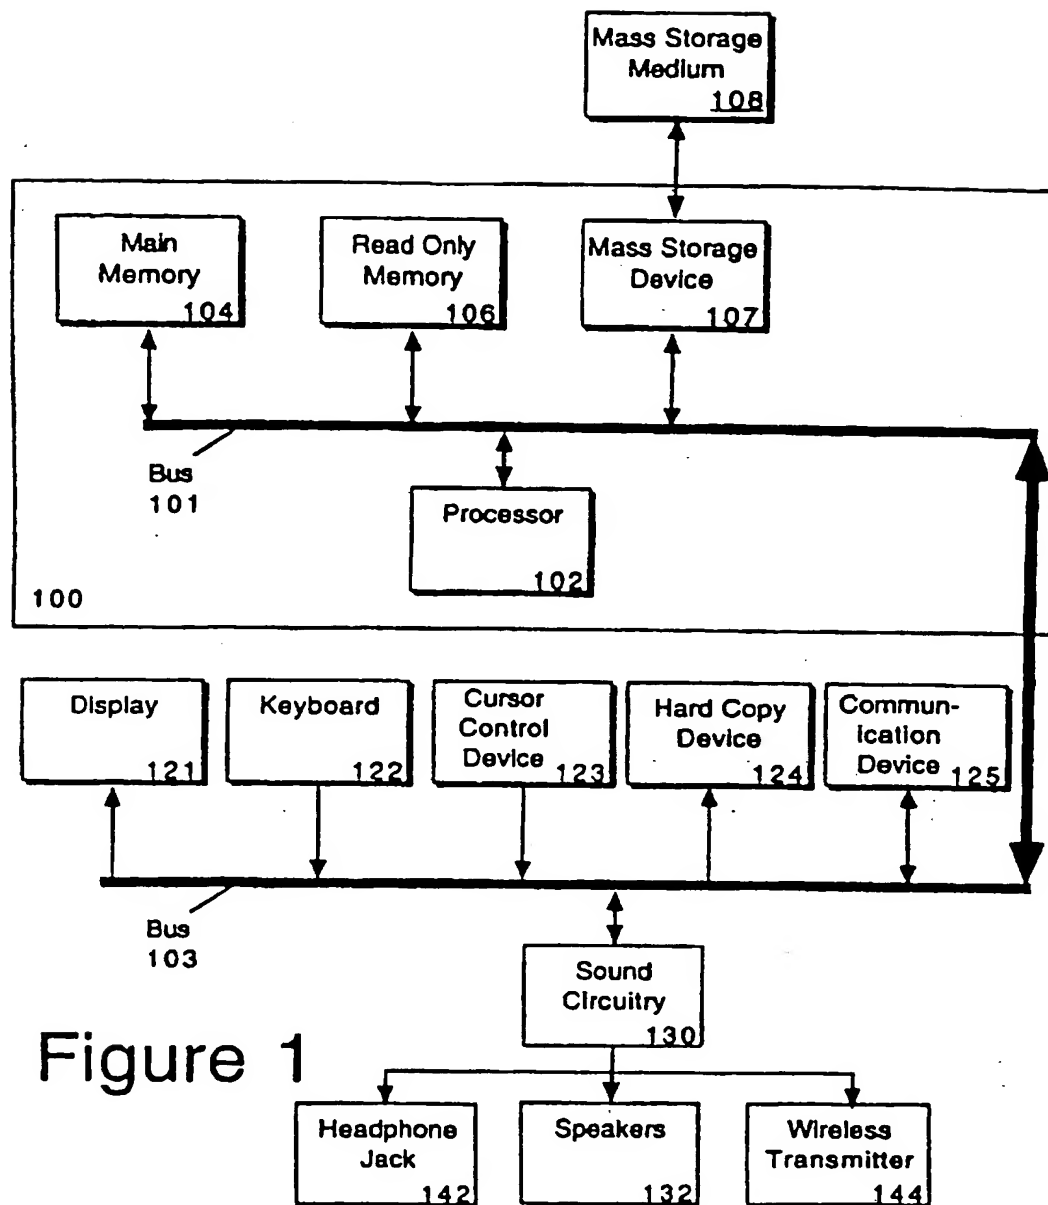 Mass Storage
Medium
108
Main
Memory
104
Read Only
Memory
106
Mass Storage
Device
107
Bus
101
Processor
102
100
Display
121
Keyboard
122
Cursor
Control
Device
123
Hard Copy
Device
124
Commun-
ication
Device
125
Bus
103
Sound
Circuitry
130
Figure 1
Headphone
Jack
142
Speakers
132
Wireless
Transmitter
144